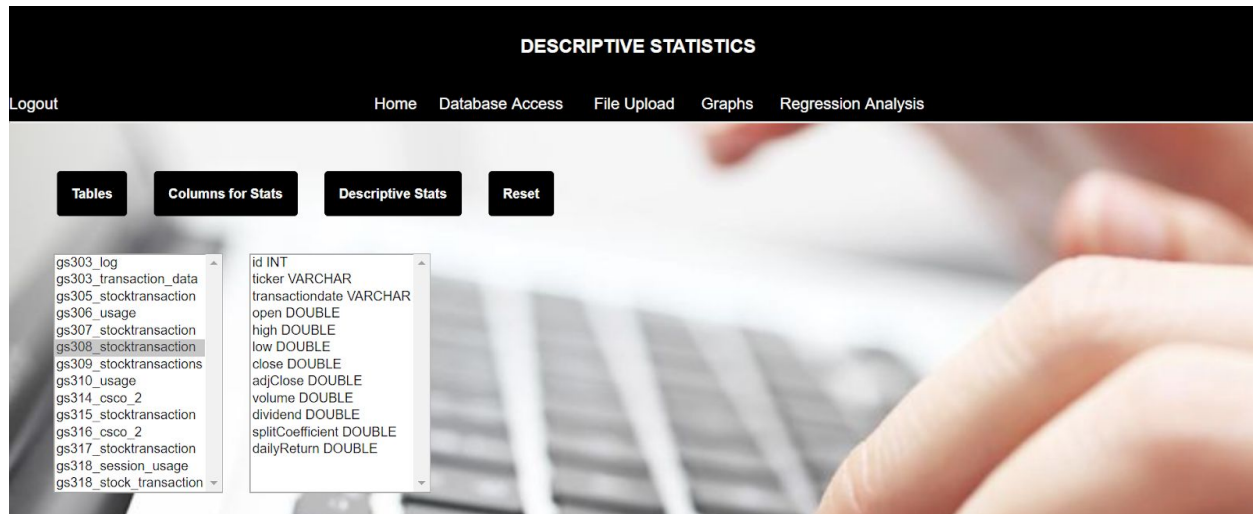 DESCRIPTIVE STATISTICS
Logout Home Database Access File Upload Graphs Regression Analysis
Tables Columns for Stats Descriptive Stats Reset
gs303_log
gs303_transaction_data
gs305_stocktransaction
gs306_usage
gs307_stocktransaction
gs308_stocktransaction
gs309_stocktransactions
gs310_usage
gs314_csco_2
gs315_stocktransaction
gs316_csco_2
gs317_stocktransaction
gs318_session_usage
gs318_stock_transaction
id INT
ticker VARCHAR
transactiondate VARCHAR
open DOUBLE
high DOUBLE
low DOUBLE
close DOUBLE
adjClose DOUBLE
volume DOUBLE
dividend DOUBLE
splitCoefficient DOUBLE
dailyReturn DOUBLE